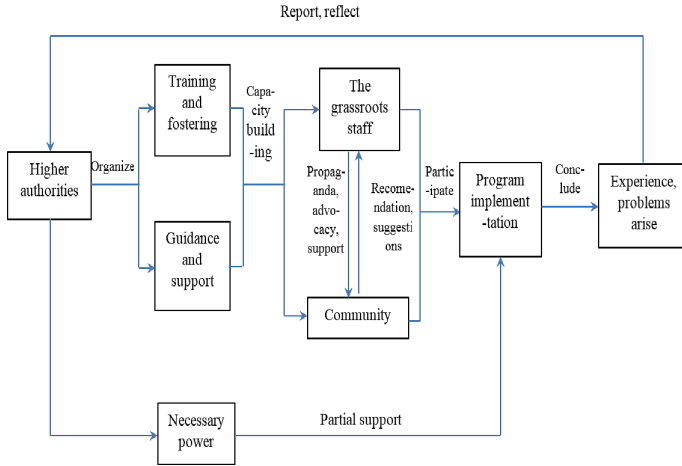 Report, reflect
Training
and
fostering
Capa-
city
build
-ing
The
grassroots
staff
Higher
authorities
Organize
Propag-
anda,
advo-
cacy,
support
Recome-
ndation,
suggesti
ons
Partic
-ipate
Program
implement
-tation
Conc-
lude
Experience,
problems
arise
Guidance
and
support
Community
Necessary
power
Partial support